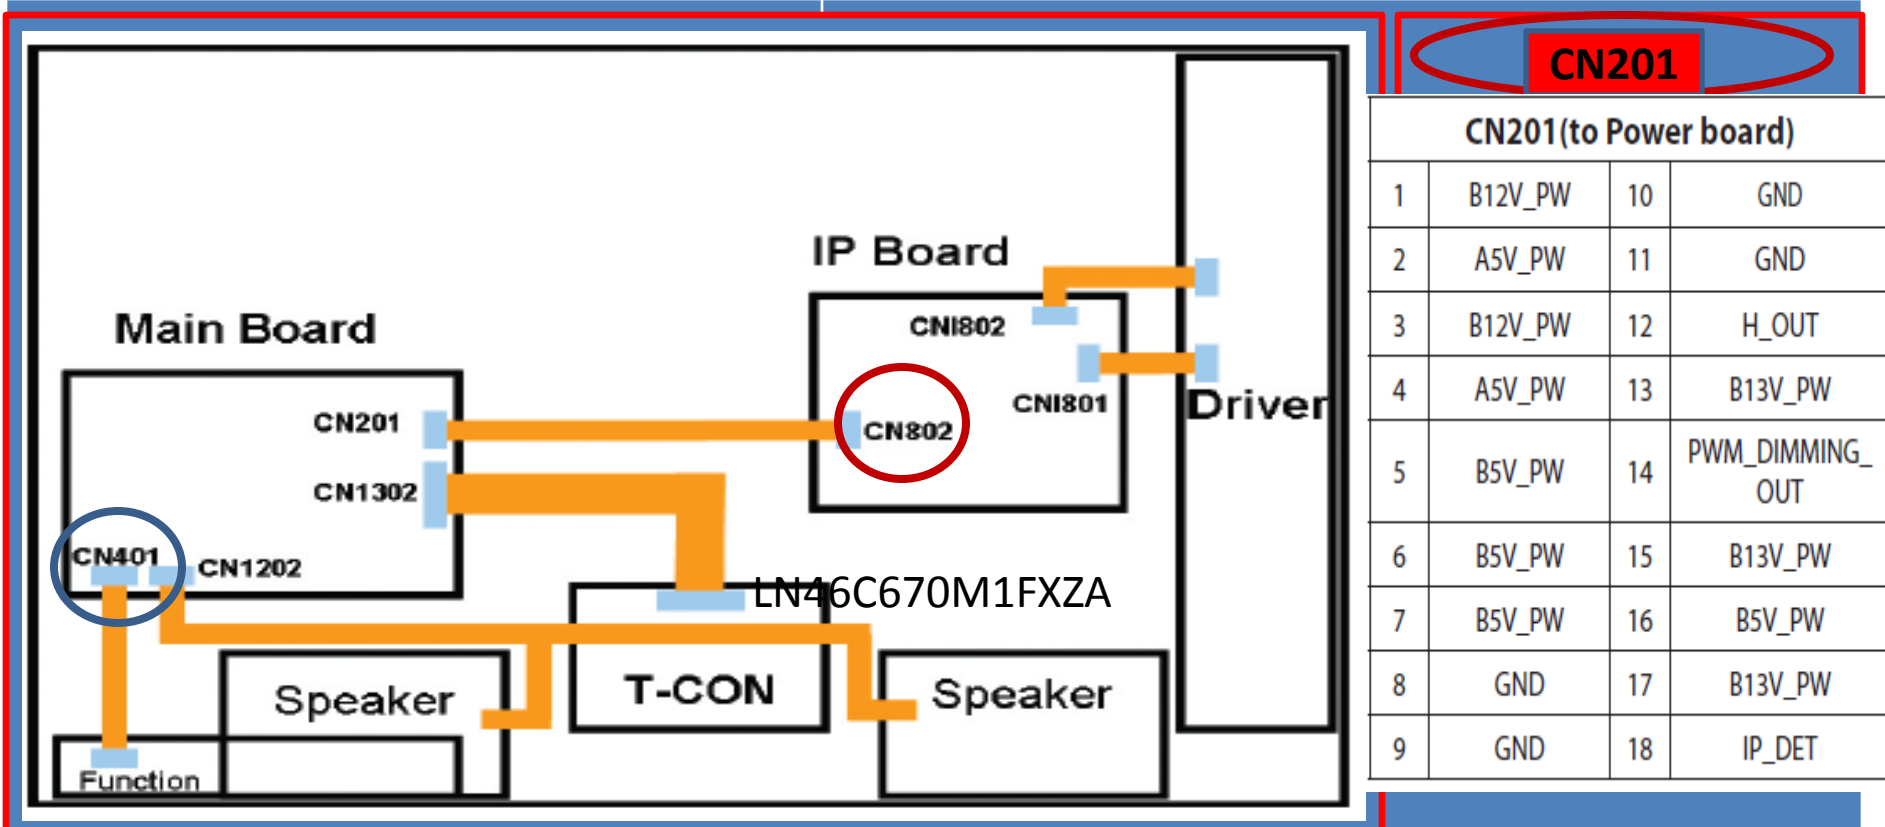 CN201
IP Board
CNI802
CNI801
CN802
Driver
Main Board
CN201
CN1302
CN401
CN1202
LN46C670M1FXZA
T-CON
Speaker
Speaker
Function
CN201(to Power board)
1 B12V_PW 10 GND
2 A5V_PW 11 GND
3 B12V_PW 12 H_OUT
4 A5V_PW 13 B13V_PW
5 B5V_PW 14 PWM_DIMMING_
OUT
6 B5V_PW 15 B13V_PW
7 B5V_PW 16 B5V_PW
8 GND 17 B13V_PW
9 GND 18 IP_DET